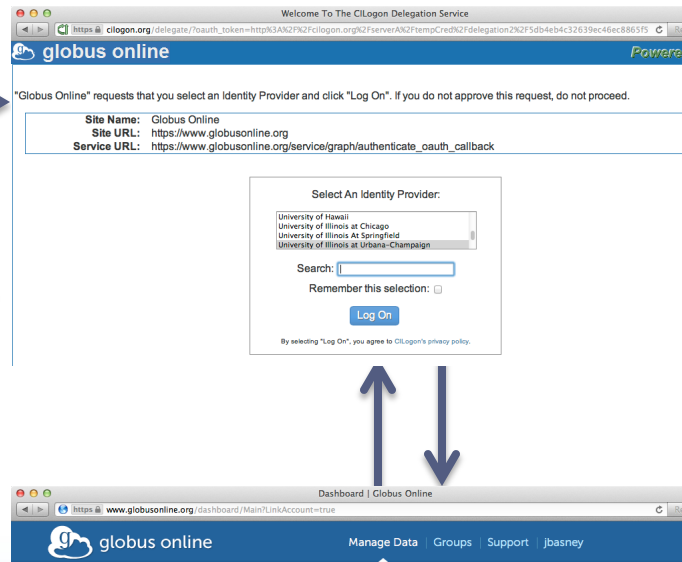 Welcome To The CILogon Delegation Service
https cilogon.org/delegate/?oauth_token=http%3A%2F%2Fcilogon.org%2FserverA%2FtempCred%2Fdelegation2%2F5db4eb4c32639ec46ec8865f5
globus online
Powere
"Globus Online" requests that you select an Identity Provider and click "Log On". If you do not approve this request, do not proceed.
Site Name: Globus Online
Site URL: https://www.globusonline.org
Service URL: https://www.globusonline.org/service/graph/authenticate_oauth_callback
Select An Identity Provider:
University of Hawaii
University of Illinois at Chicago
University of Illinois At Springfield
University of Illinois at Urbana-Champaign
Search:
Remember this selection:
Log On
By selecting "Log On", you agree to CILogon's privacy policy.
Dashboard | Globus Online
https www.globusonline.org/dashboard/Main?LinkAccount=true
g globus online
Manage Data | Groups | Support | jbasney